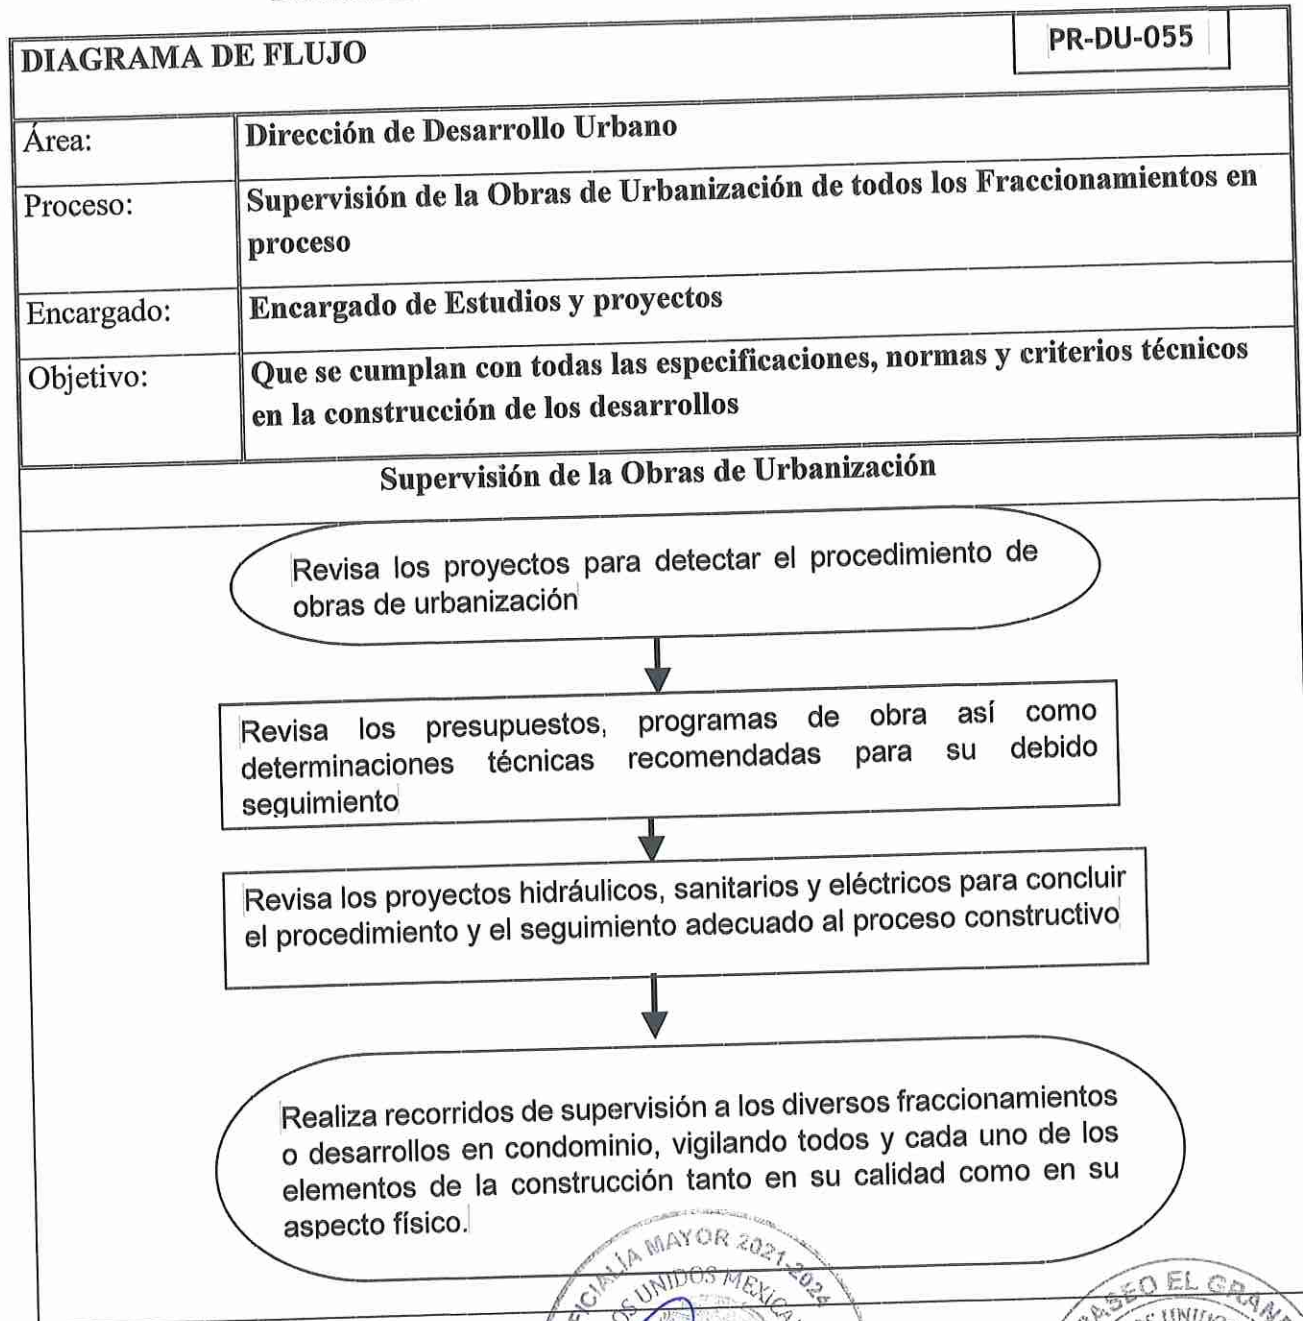 DIAGRAMA DE FLUJO
PR-DU-055
Área:
Dirección de Desarrollo Urbano
Proceso:
Supervisión de la Obras de Urbanización de todos los Fraccionamientos en
proceso
Encargado:
Encargado de Estudios y proyectos
Objetivo:
Que se cumplan con todas las especificaciones, normas y criterios técnicos
en la construcción de los desarrollos
Supervisión de la Obras de Urbanización
Revisa los proyectos para detectar el procedimiento de
obras de urbanización
Revisa los presupuestos, programas de obra así como
determinaciones técnicas recomendadas para su debido
seguimiento
Revisa los proyectos hidráulicos, sanitarios y eléctricos para concluir
el procedimiento y el seguimiento adecuado al proceso constructivo
Realiza recorridos de supervisión a los diversos fraccionamientos
o desarrollos en condominio, vigilando todos y cada uno de los
elementos de la construcción tanto en su calidad como en su
aspecto físico.
MAYOR 2021-2024
UNIDOS
EL